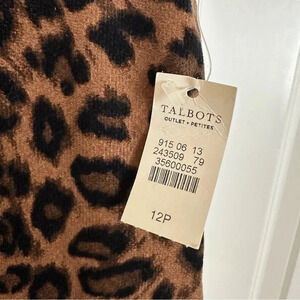 TALBOTS
OUTLET • PETITES
915 06 13
243509 79
35600055
12P